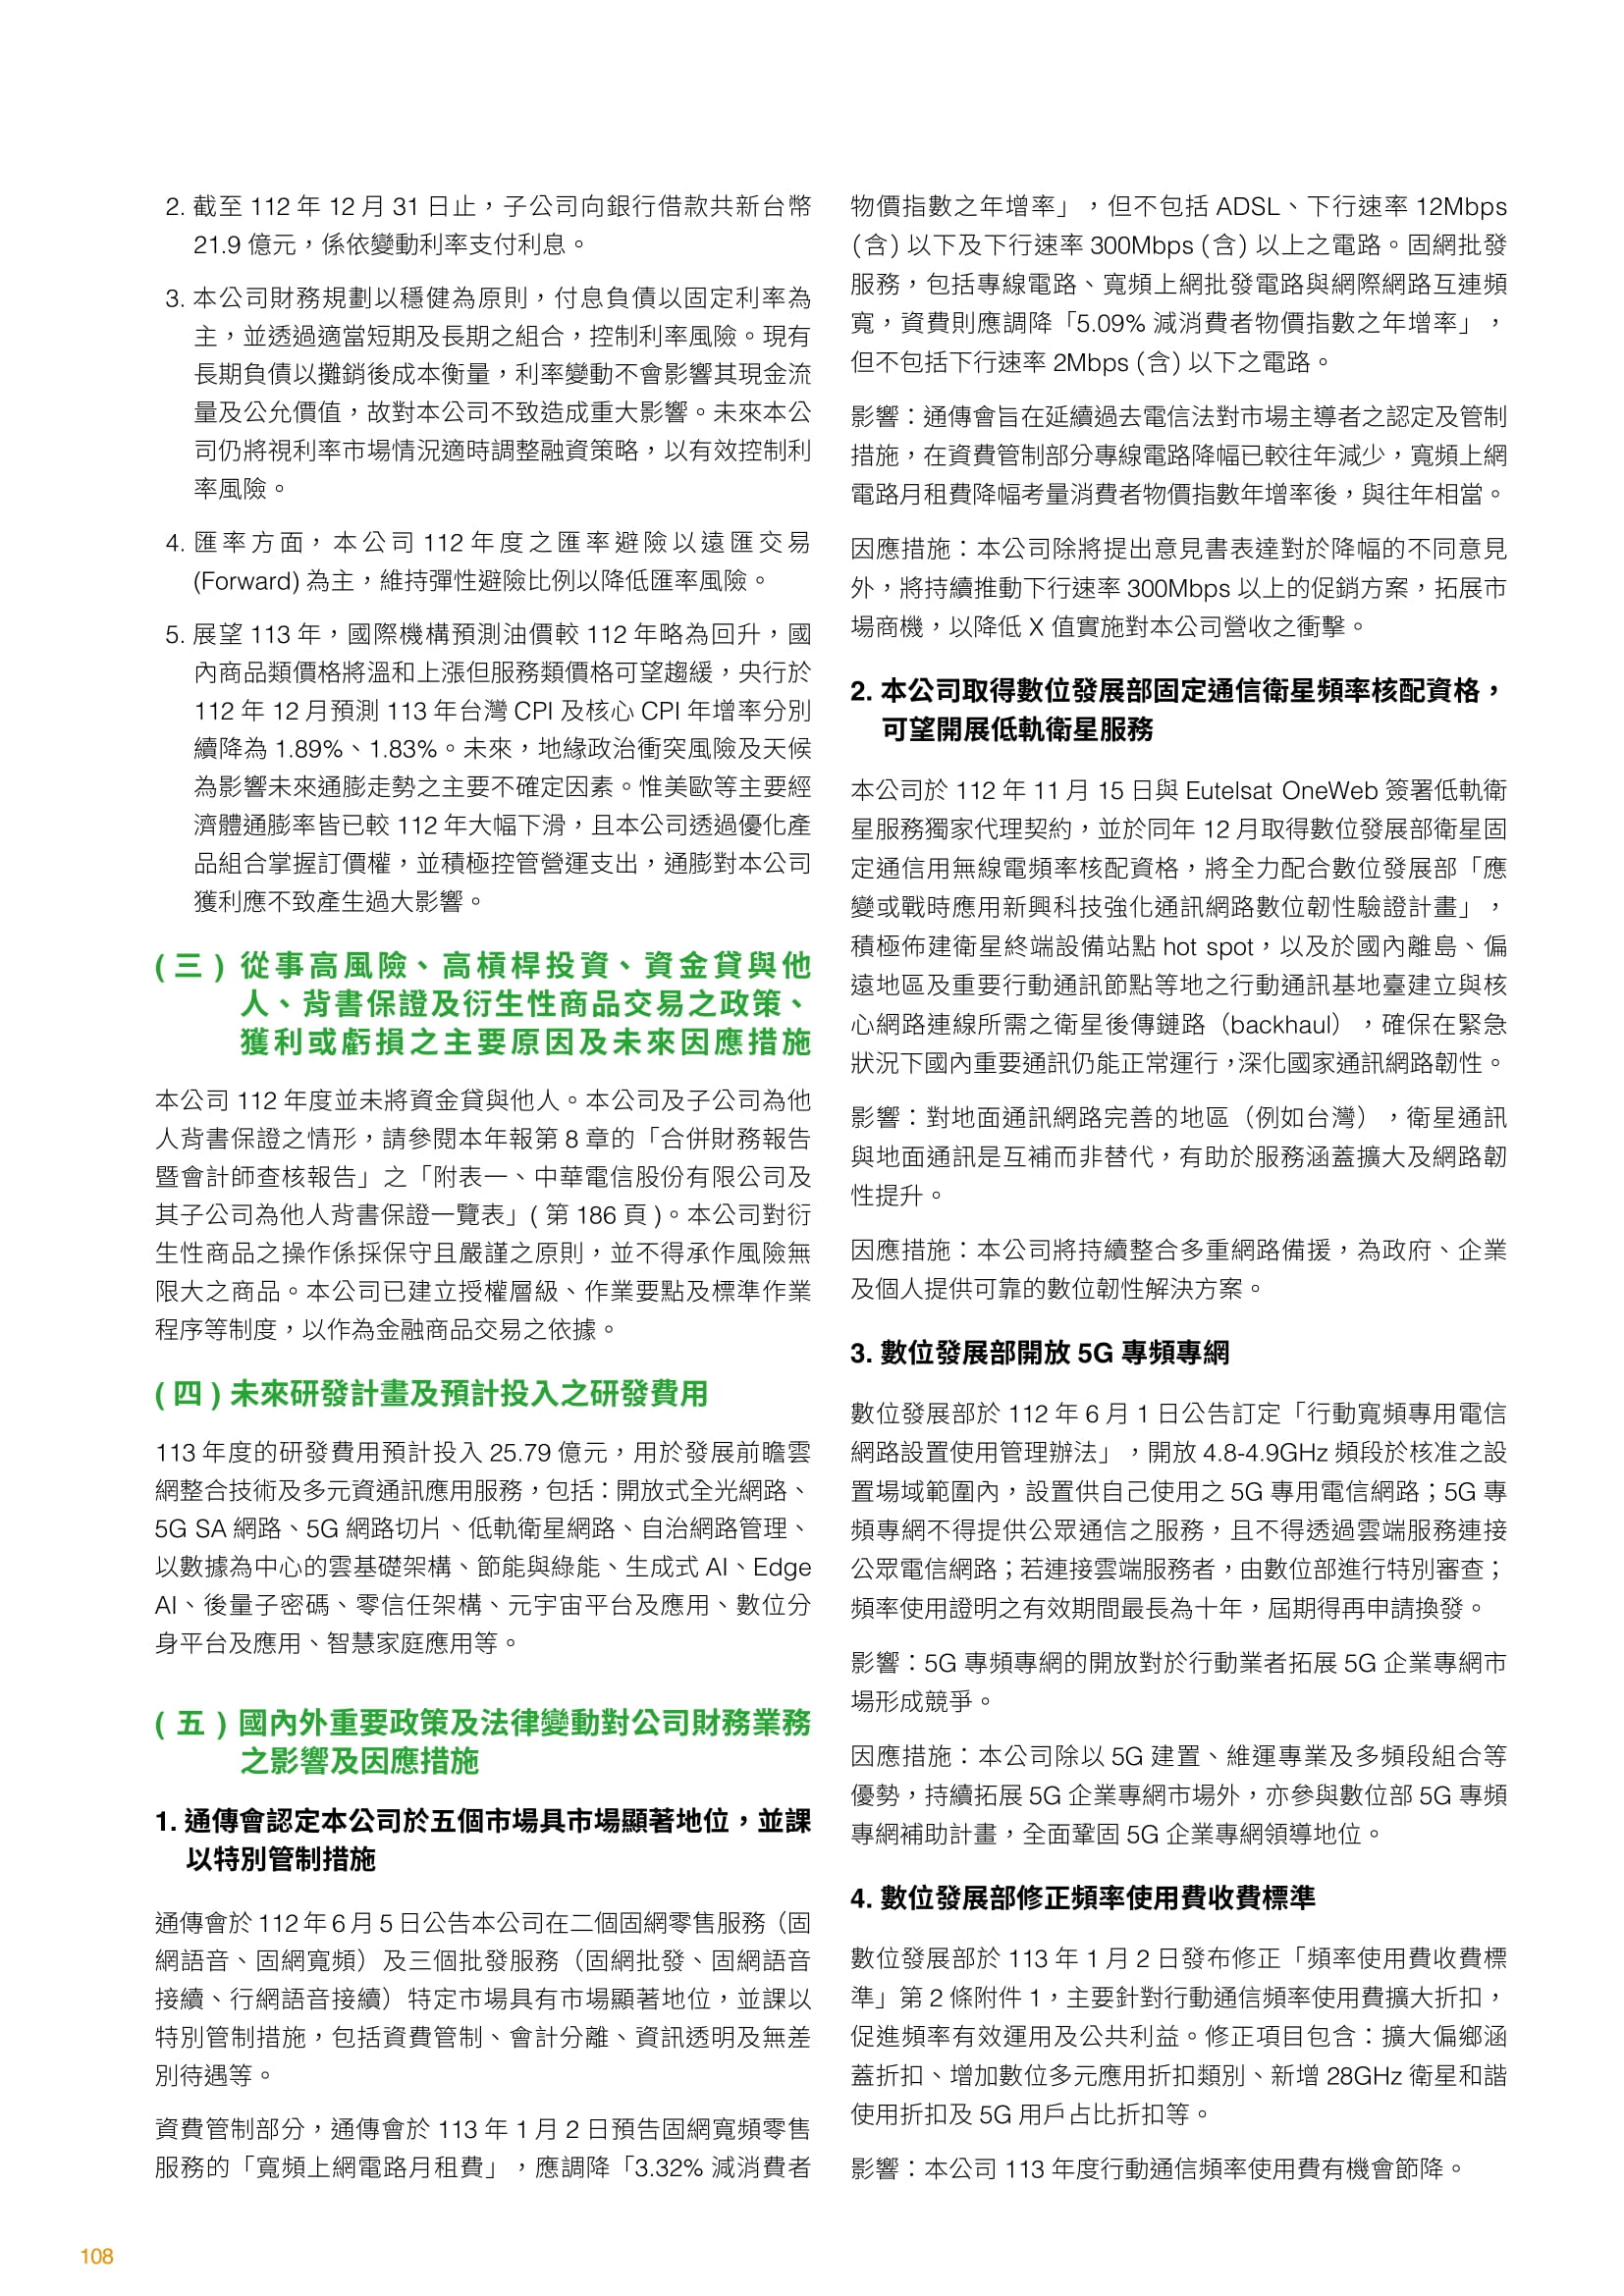 2. 截至 112 年 12 月 31 日止，子公司向銀行借款共新台幣
21.9 億元，係依變動利率支付利息。
3. 本公司財務規劃以穩健為原則，付息負債以固定利率為
主，並透過適當短期及長期之組合，控制利率風險。現有
長期負債以攤銷後成本衡量，利率變動不會影響其現金流
量及公允價值，故對本公司不致造成重大影響。未來本公
司仍將視利率市場情況適時調整融資策略，以有效控制利
率風險。
4. 匯率方面，本公司 112 年度之匯率避險以遠匯交易
(Forward) 為主，維持彈性避險比例以降低匯率風險。
5. 展望 113 年，國際機構預測油價較 112 年略為回升，國
內商品類價格將溫和上漲但服務類價格可望趨緩，央行於
112 年 12 月預測 113 年台灣 CPI 及核心 CPI 年增率分別
續降為 1.89%、1.83%。未來，地緣政治衝突風險及天候
為影響未來通膨走勢之主要不確定因素。惟美歐等主要經
濟體通膨率皆已較 112 年大幅下滑，且本公司透過優化產
品組合掌握訂價權，並積極控管營運支出，通膨對本公司
獲利應不致產生過大影響。
( 三 ) 從事高風險、高槓桿投資、資金貸與他
人、背書保證及衍生性商品交易之政策、
獲利或虧損之主要原因及未來因應措施
本公司 112 年度並未將資金貸與他人。本公司及子公司為他
人背書保證之情形，請參閱本年報第 8 章的「合併財務報告
暨會計師查核報告」之「附表一、中華電信股份有限公司及
其子公司為他人背書保證一覽表」( 第 186 頁 )。本公司對衍
生性商品之操作係採保守且嚴謹之原則，並不得承作風險無
限大之商品。本公司已建立授權層級、作業要點及標準作業
程序等制度，以作為金融商品交易之依據。
( 四 ) 未來研發計畫及預計投入之研發費用
113 年度的研發費用預計投入 25.79 億元，用於發展前瞻雲
網整合技術及多元資通訊應用服務，包括：開放式全光網路、
5G SA 網路、5G 網路切片、低軌衛星網路、自治網路管理、
以數據為中心的雲基礎架構、節能與綠能、生成式 AI、Edge
AI、後量子密碼、零信任架構、元宇宙平台及應用、數位分
身平台及應用、智慧家庭應用等。
( 五 ) 國內外重要政策及法律變動對公司財務業務
之影響及因應措施
1. 通傳會認定本公司於五個市場具市場顯著地位，並課
以特別管制措施
通傳會於 112 年 6 月 5 日公告本公司在二個固網零售服務（固
網語音、固網寬頻）及三個批發服務（固網批發、固網語音
接續、行網語音接續）特定市場具有市場顯著地位，並課以
特別管制措施，包括資費管制、會計分離、資訊透明及無差
別待遇等。
資費管制部分，通傳會於 113 年 1 月 2 日預告固網寬頻零售
服務的「寬頻上網電路月租費」，應調降「3.32% 減消費者
物價指數之年增率」，但不包括 ADSL、下行速率 12Mbps
(含) 以下及下行速率 300Mbps (含) 以上之電路。固網批發
服務，包括專線電路、寬頻上網批發電路與網際網路互連頻
寬，資費則應調降「5.09% 減消費者物價指數之年增率」，
但不包括下行速率 2Mbps (含) 以下之電路。
影響：通傳會旨在延續過去電信法對市場主導者之認定及管制
措施，在資費管制部分專線電路降幅已較往年減少，寬頻上網
電路月租費降幅考量消費者物價指數年增率後，與往年相當。
因應措施：本公司除將提出意見書表達對於降幅的不同意見
外，將持續推動下行速率 300Mbps 以上的促銷方案，拓展市
場商機，以降低 X 值實施對本公司營收之衝擊。
2. 本公司取得數位發展部固定通信衛星頻率核配資格，
可望開展低軌衛星服務
本公司於 112 年 11 月 15 日與 Eutelsat OneWeb 簽署低軌衛
星服務獨家代理契約，並於同年 12 月取得數位發展部衛星固
定通信用無線電頻率核配資格，將全力配合數位發展部「應
變或戰時應用新興科技強化通訊網路數位韌性驗證計畫」，
積極佈建衛星終端設備站點 hot spot，以及於國內離島、偏
遠地區及重要行動通訊節點等地之行動通訊基地臺建立與核
心網路連線所需之衛星後傳鏈路（backhaul），確保在緊急
狀況下國內重要通訊仍能正常運行，深化國家通訊網路韌性。
影響：對地面通訊網路完善的地區（例如台灣），衛星通訊
與地面通訊是互補而非替代，有助於服務涵蓋擴大及網路韌
性提升。
因應措施：本公司將持續整合多重網路備援，為政府、企業
及個人提供可靠的數位韌性解決方案。
3. 數位發展部開放 5G 專頻專網
數位發展部於 112 年 6 月 1 日公告訂定「行動寬頻專用電信
網路設置使用管理辦法」，開放 4.8-4.9GHz 頻段於核准之設
置場域範圍內，設置供自己使用之 5G 專用電信網路；5G 專
頻專網不得提供公眾通信之服務，且不得透過雲端服務連接
公眾電信網路；若連接雲端服務者，由數位部進行特別審查；
頻率使用證明之有效期間最長為十年，屆期得再申請換發。
影響：5G 專頻專網的開放對於行動業者拓展 5G 企業專網市
場形成競爭。
因應措施：本公司除以 5G 建置、維運專業及多頻段組合等
優勢，持續拓展 5G 企業專網市場外，亦參與數位部 5G 專頻
專網補助計畫，全面鞏固 5G 企業專網領導地位。
4. 數位發展部修正頻率使用費收費標準
數位發展部於 113 年 1 月 2 日發布修正「頻率使用費收費標
準」第 2 條附件 1，主要針對行動通信頻率使用費擴大折扣，
促進頻率有效運用及公共利益。修正項目包含：擴大偏鄉涵
蓋折扣、增加數位多元應用折扣類別、新增 28GHz 衛星和諧
使用折扣及 5G 用戶占比折扣等。
影響：本公司 113 年度行動通信頻率使用費有機會節降。
108